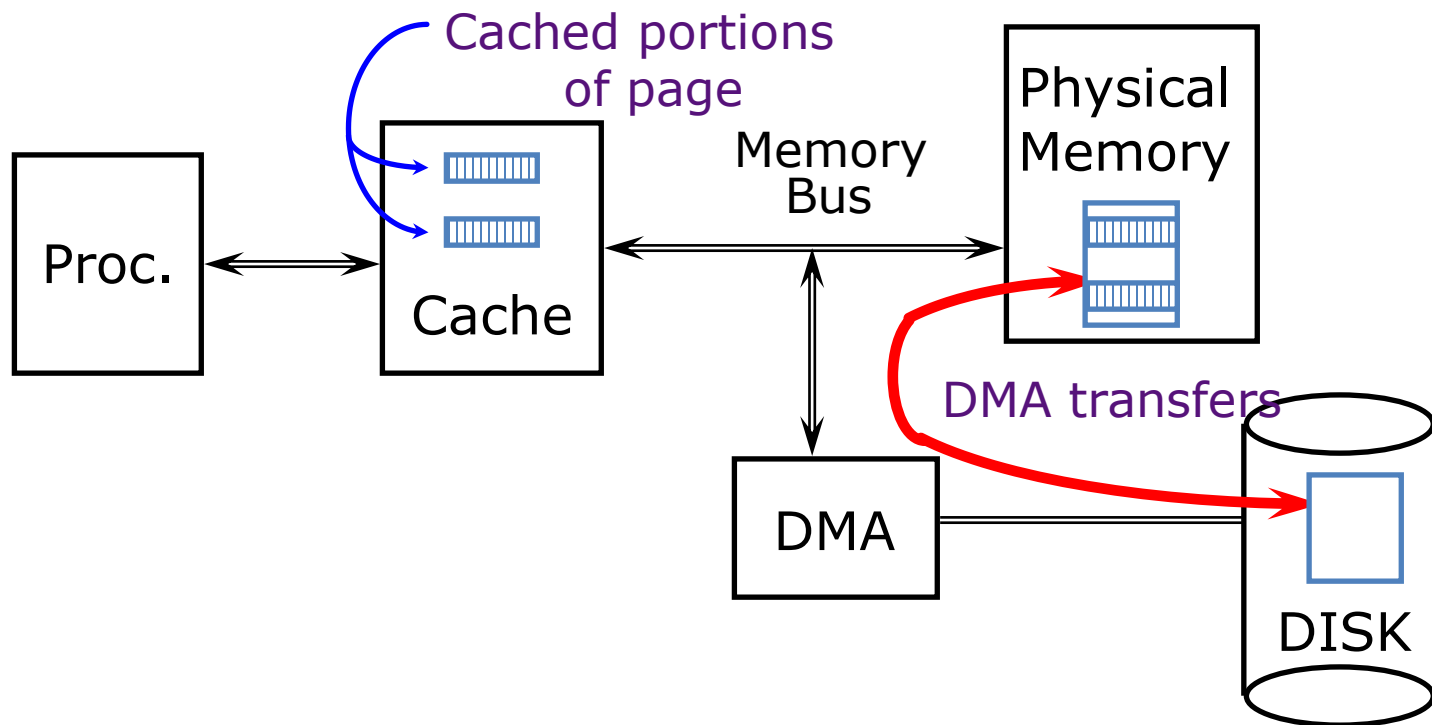 Cached portions
of page
Physical
Memory
Memory
Bus
Proc.
Cache
DMA transfers
DMA
DISK